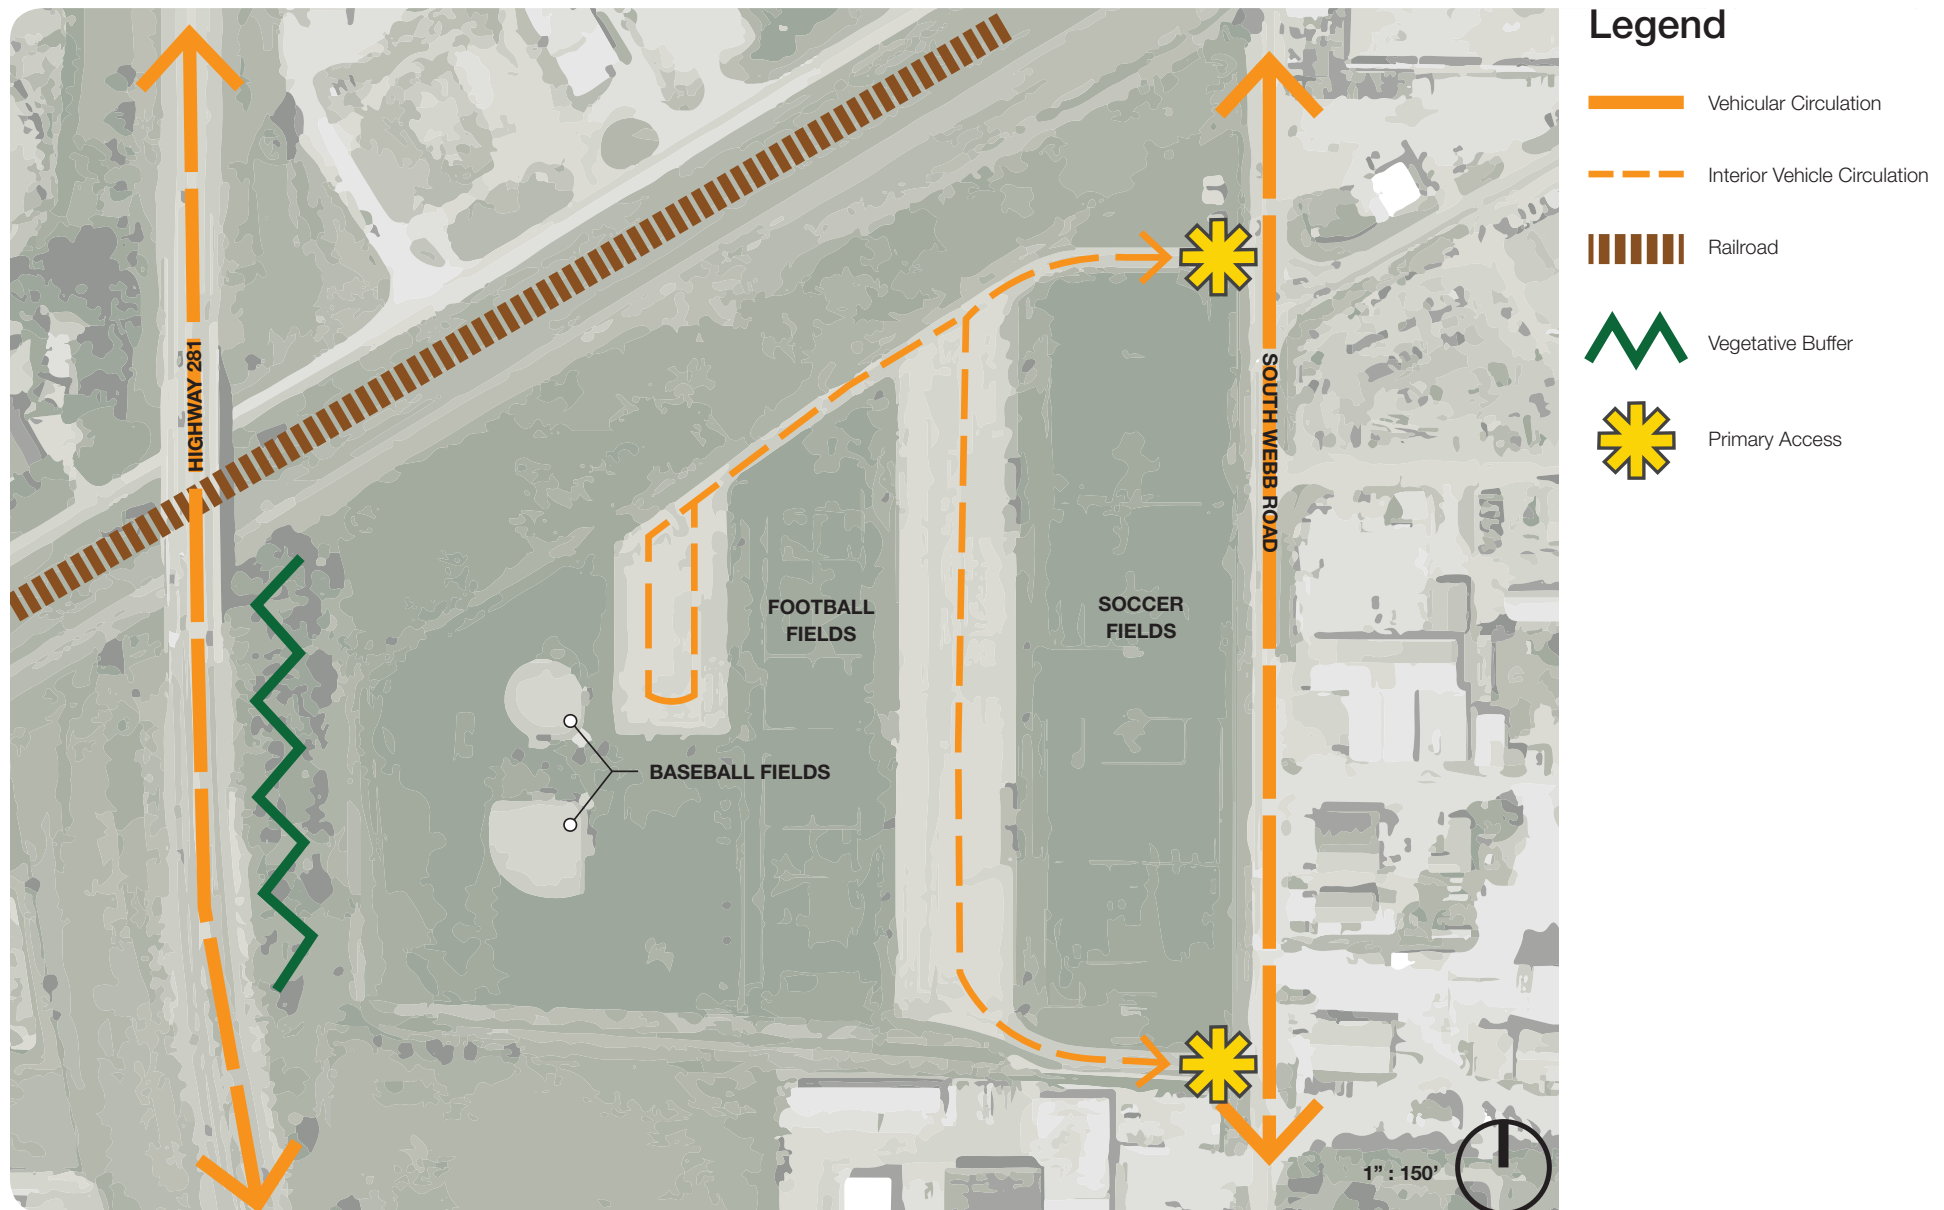 Legend
Vehicular Circulation
Interior Vehicle Circulation
Railroad
Vegetative Buffer
Primary Access
HIGHWAY 281
SOUTH WEBB ROAD
FOOTBALL
FIELDS
SOCCER
FIELDS
BASEBALL FIELDS
1” : 150’